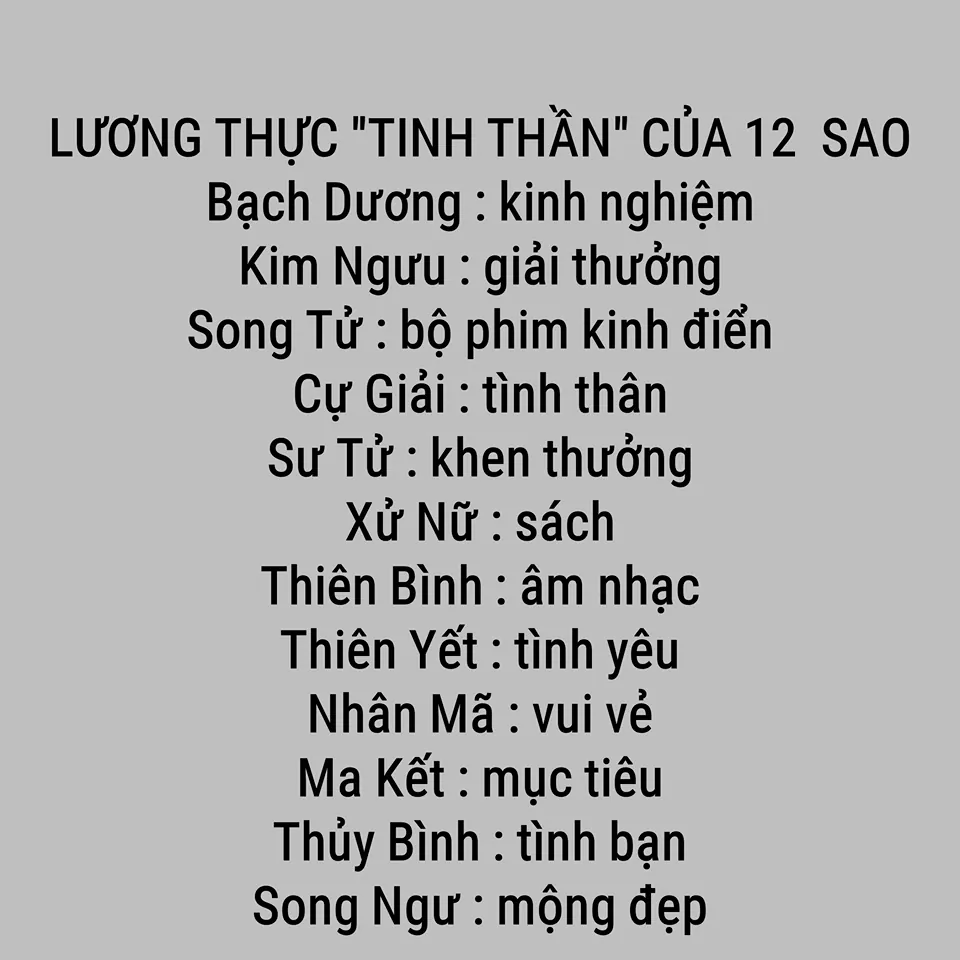 LƯƠNG THỰC "TINH THẦN" CỦA 12 SAO
Bạch Dương : kinh nghiệm
Kim Ngưu : giải thưởng
Song Tử : bộ phim kinh điển
Cự Giải : tình thân
Sư Tử : khen thưởng
Xử Nữ : sách
Thiên Bình : âm nhạc
Thiên Yết : tình yêu
Nhân Mã : vui vẻ
Ma Kết : mục tiêu
Thủy Bình : tình bạn
Song Ngư : mộng đẹp